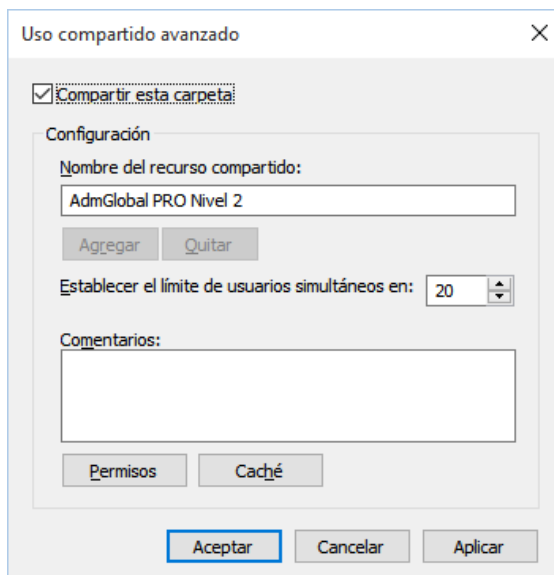 Uso compartido avanzado
Compartir esta carpeta
Configuración
Nombre del recurso compartido:
AdmGlobal PRO Nivel 2
Agregar Quitar
Establecer el límite de usuarios simultáneos en: 20
Comentarios:
Permisos Caché
Aceptar Cancelar Aplicar